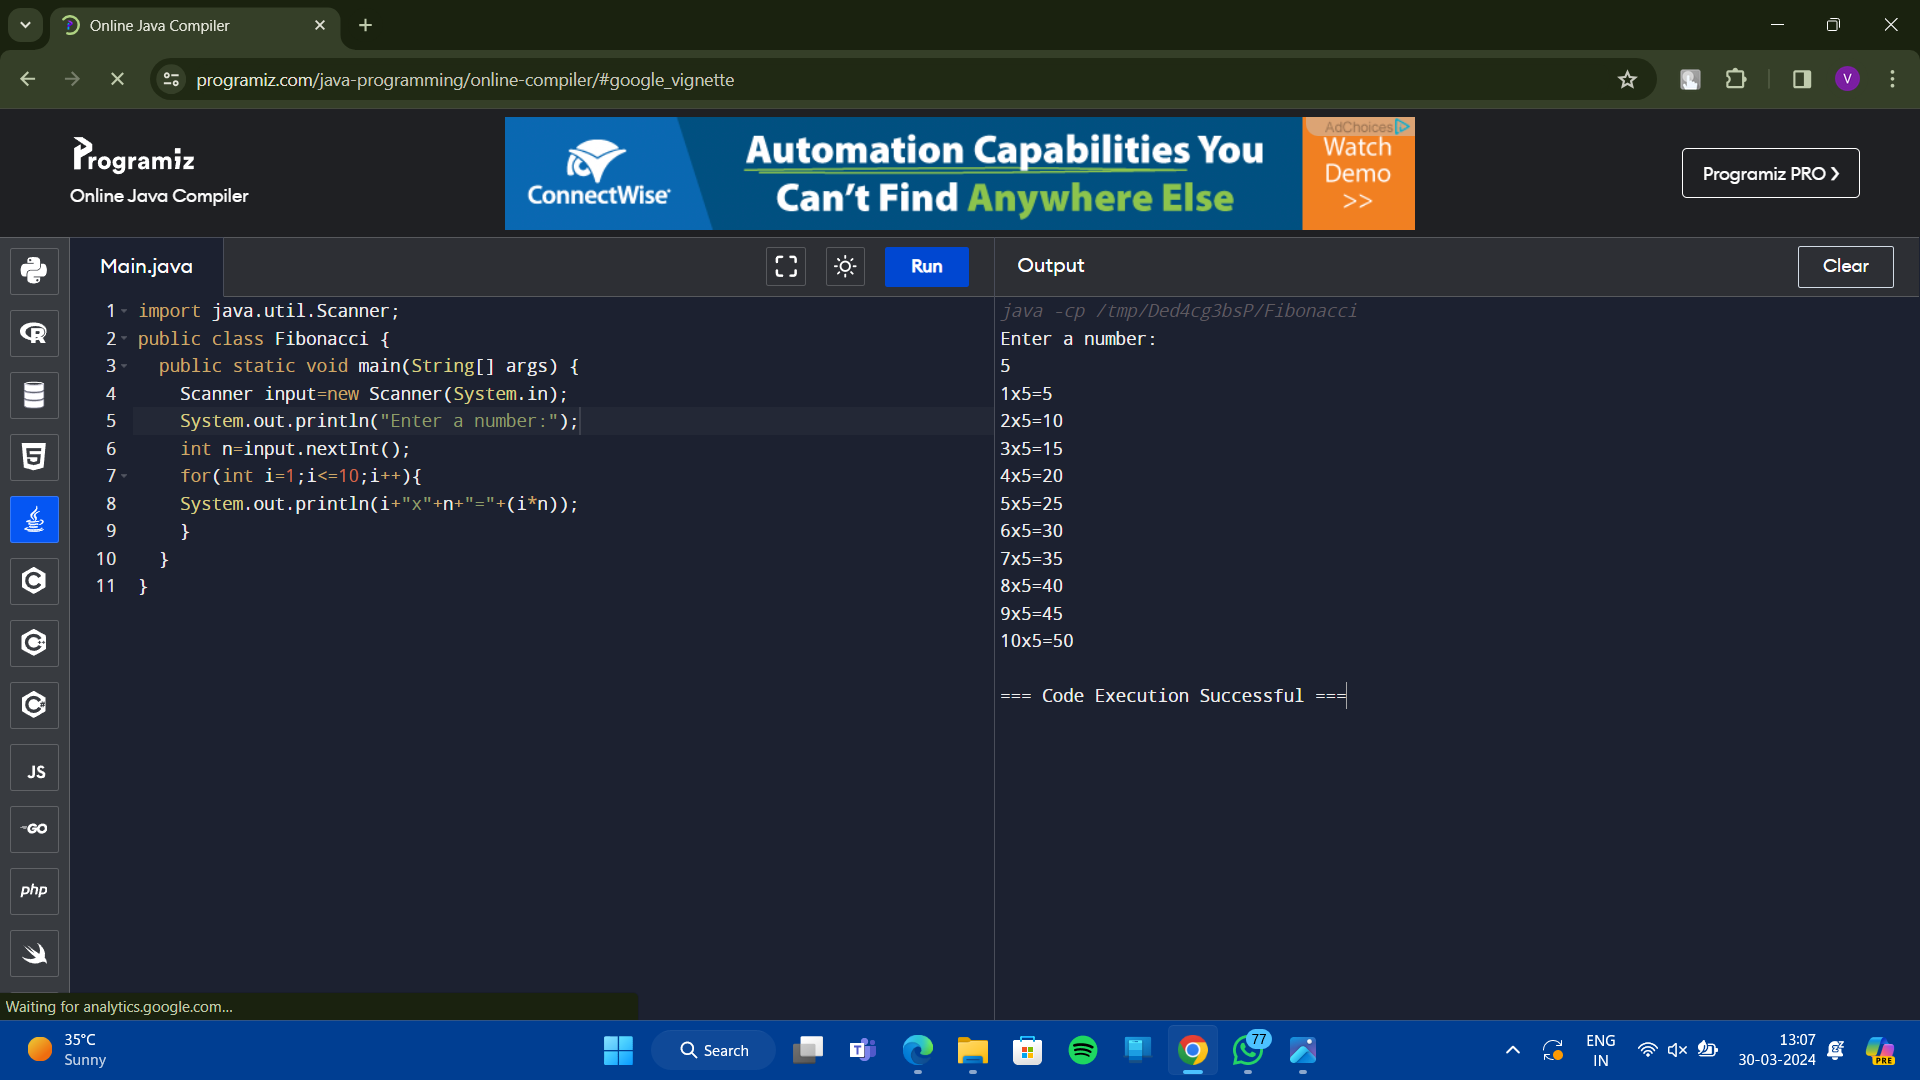 Online Java Compiler
programiz.com/java-programming/online-compiler/#google_vignette
V
Programiz
Online Java Compiler
ConnectWise
Automation Capabilities You
Can't Find Anywhere Else
AdChoices
Watch
Demo
>>
Programiz PRO ❯
Main.java
Run
Output
Clear
1 import java.util.Scanner;
2 public class Fibonacci {
3 public static void main(String[] args) {
4 Scanner input=new Scanner(System.in);
5 System.out.println("Enter a number:");
6 int n=input.nextInt();
7 for(int i=1;i<=10;i++){
8 System.out.println(i+"x"+n+"="+(i*n));
9 }
10 }
11 }
java -cp /tmp/Ded4cg3bsP/Fibonacci
Enter a number:
5
1x5=5
2x5=10
3x5=15
4x5=20
5x5=25
6x5=30
7x5=35
8x5=40
9x5=45
10x5=50
=== Code Execution Successful ===
R
5
C
C++
C#
JS
GO
php
Waiting for analytics.google.com...
35°C
Sunny
Search
T
77
ENG
IN
13:07
30-03-2024
PRE